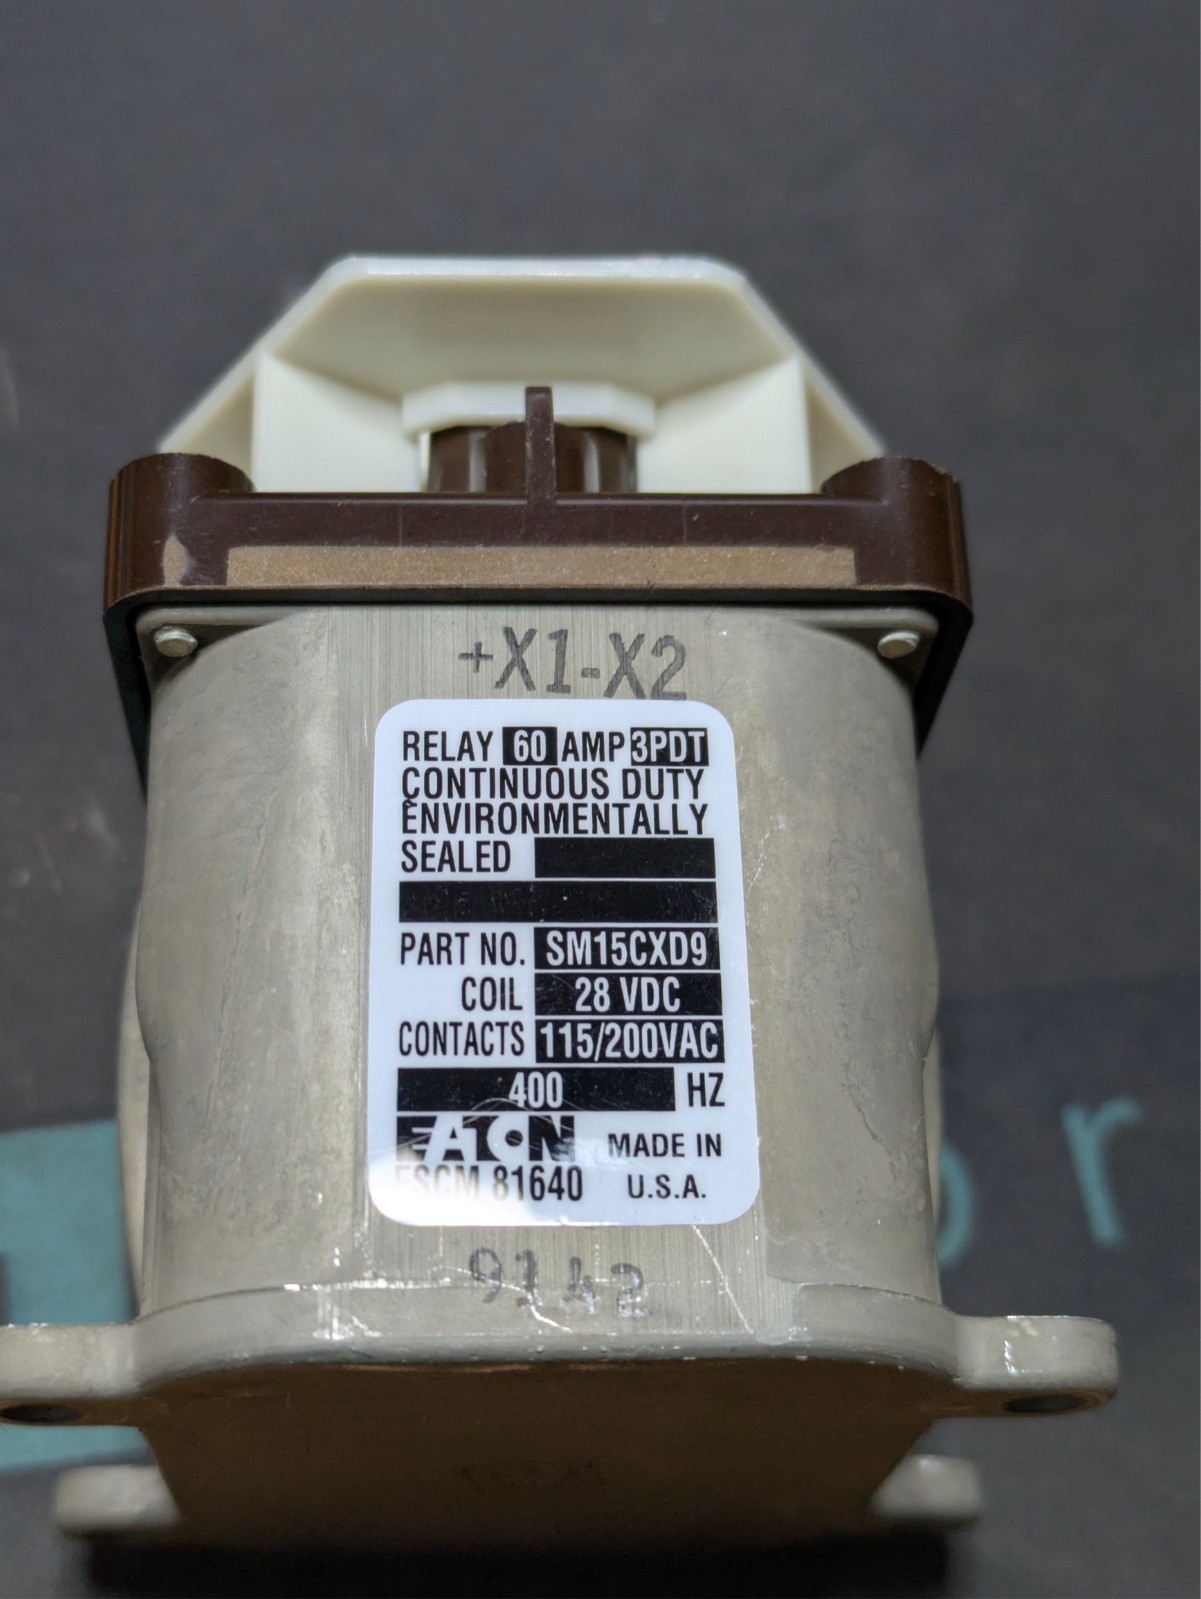 +X1-X2
RELAY 60 AMP 3PDT
CONTINUOUS DUTY
ENVIRONMENTALLY
SEALED
PART NO. SM15CXD9
COIL 28 VDC
CONTACTS 115/200VAC
400 HZ
EATON MADE IN
FSCM 81640 U.S.A.
9142
or